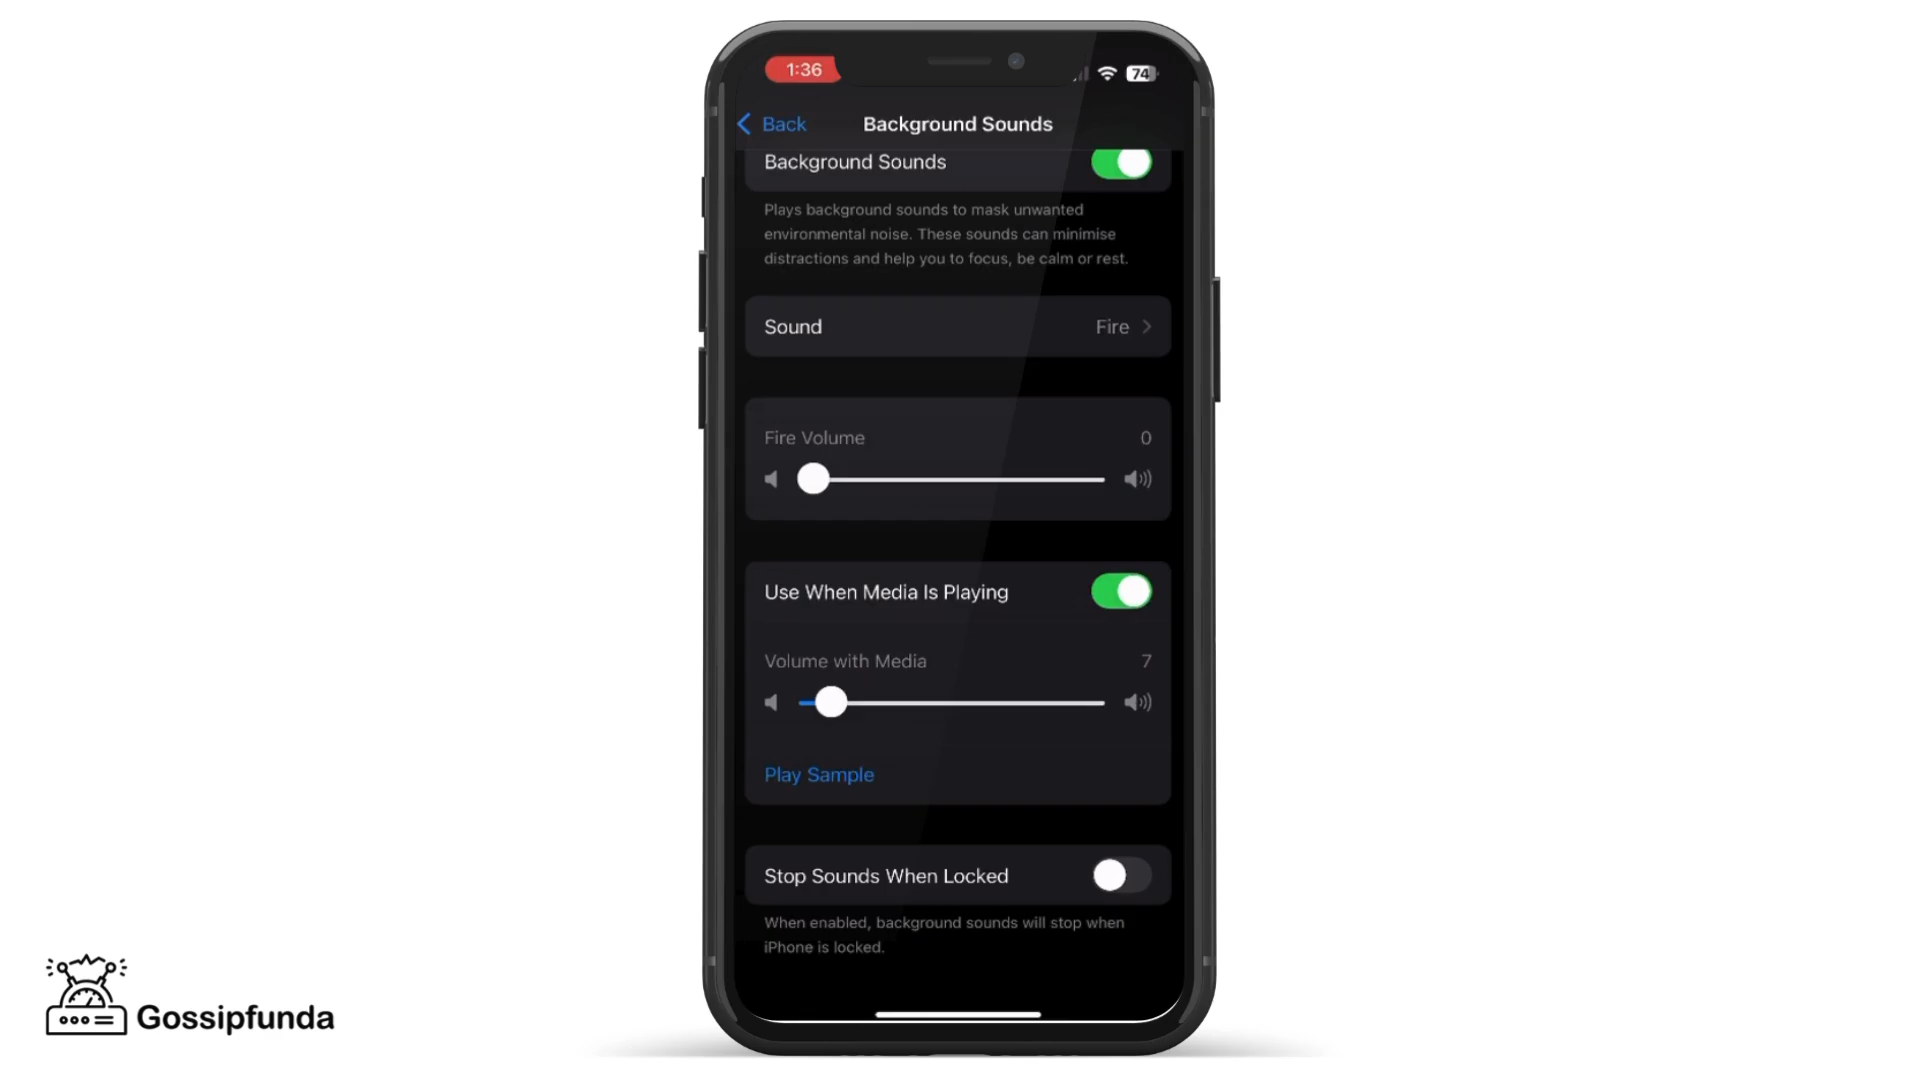 1:36
74
Back
Background Sounds
Background Sounds
Plays background sounds to mask unwanted
environmental noise. These sounds can minimise
distractions and help you to focus, be calm or rest.
Sound
Fire
Fire Volume
0
Use When Media Is Playing
Volume with Media
7
Play Sample
Stop Sounds When Locked
When enabled, background sounds will stop when
iPhone is locked.
Gossipfunda